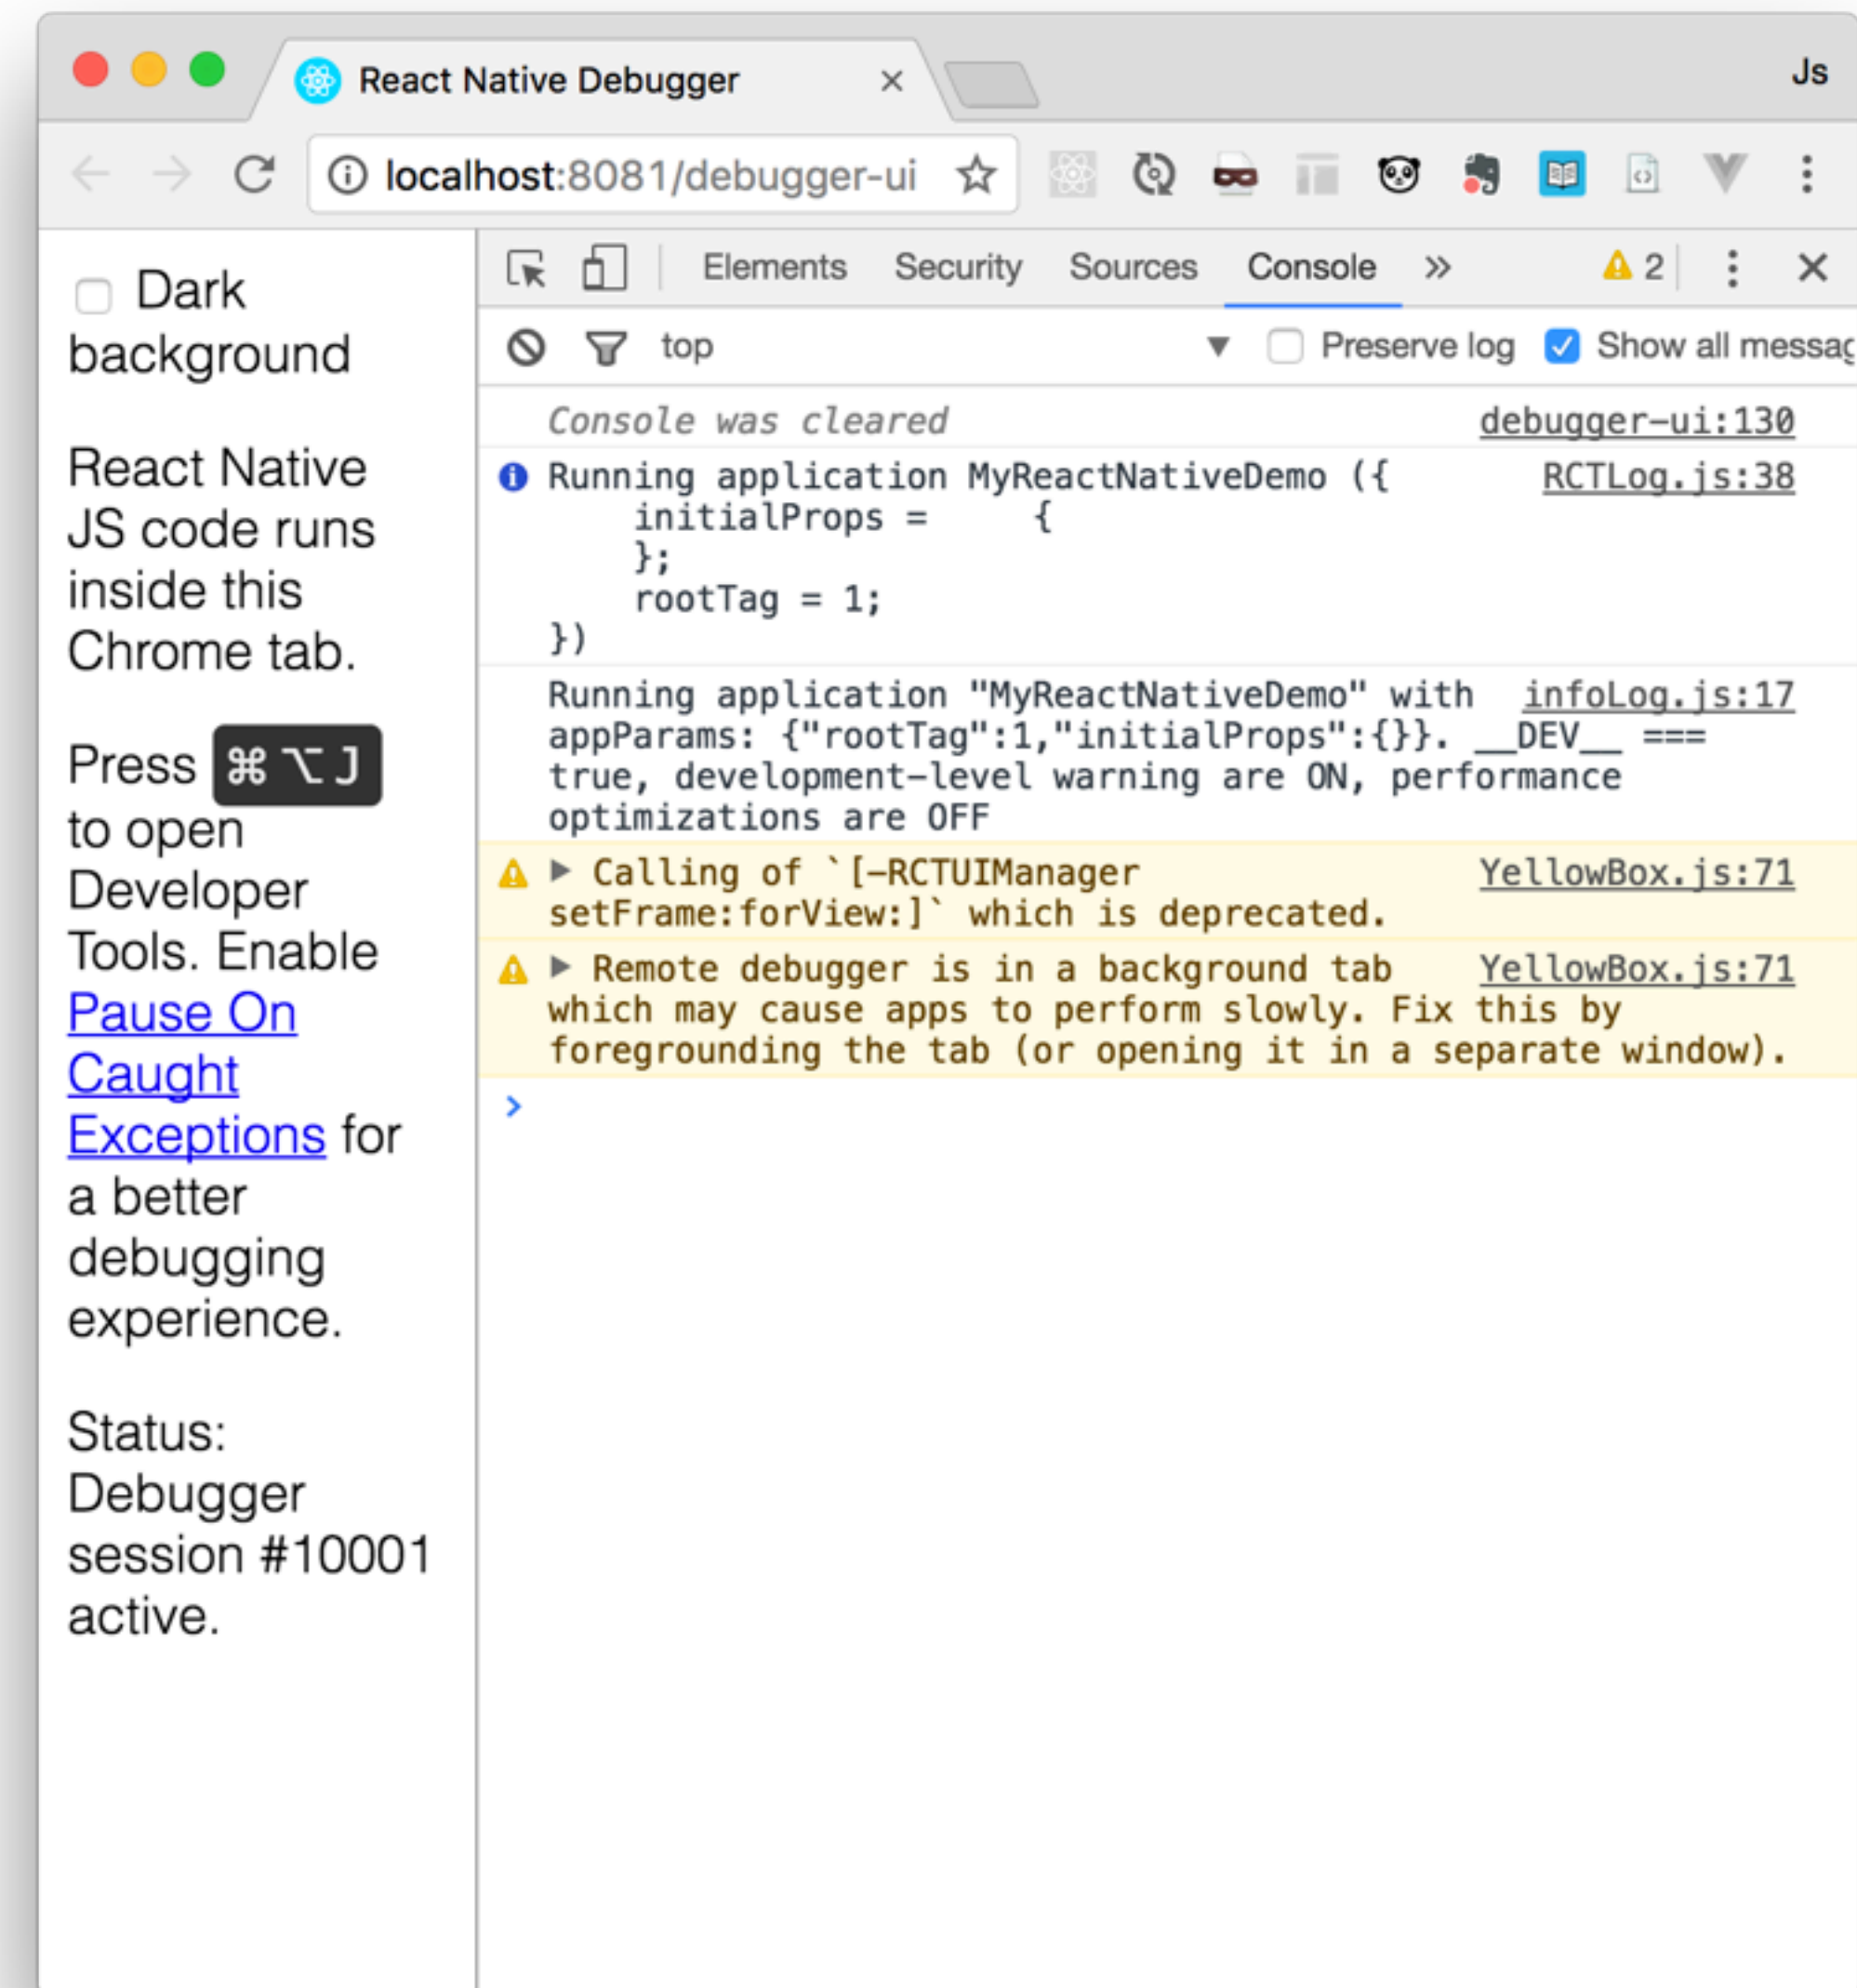 React Native Debugger
Js
localhost:8081/debugger-ui
Dark
background
React Native
JS code runs
inside this
Chrome tab.
Press ⌘⌥J
to open
Developer
Tools. Enable
Pause On
Caught
Exceptions for
a better
debugging
experience.
Status:
Debugger
session #10001
active.
Elements Security Sources Console » 2
top Preserve log Show all messag
Console was cleared debugger-ui:130
Running application MyReactNativeDemo ({ RCTLog.js:38
initialProps = {
};
rootTag = 1;
})
Running application "MyReactNativeDemo" with infoLog.js:17
appParams: {"rootTag":1,"initialProps":{}}. __DEV__ ===
true, development-level warning are ON, performance
optimizations are OFF
Calling of `[-RCTUIManager YellowBox.js:71
setFrame:forView:]` which is deprecated.
Remote debugger is in a background tab YellowBox.js:71
which may cause apps to perform slowly. Fix this by
foregrounding the tab (or opening it in a separate window).